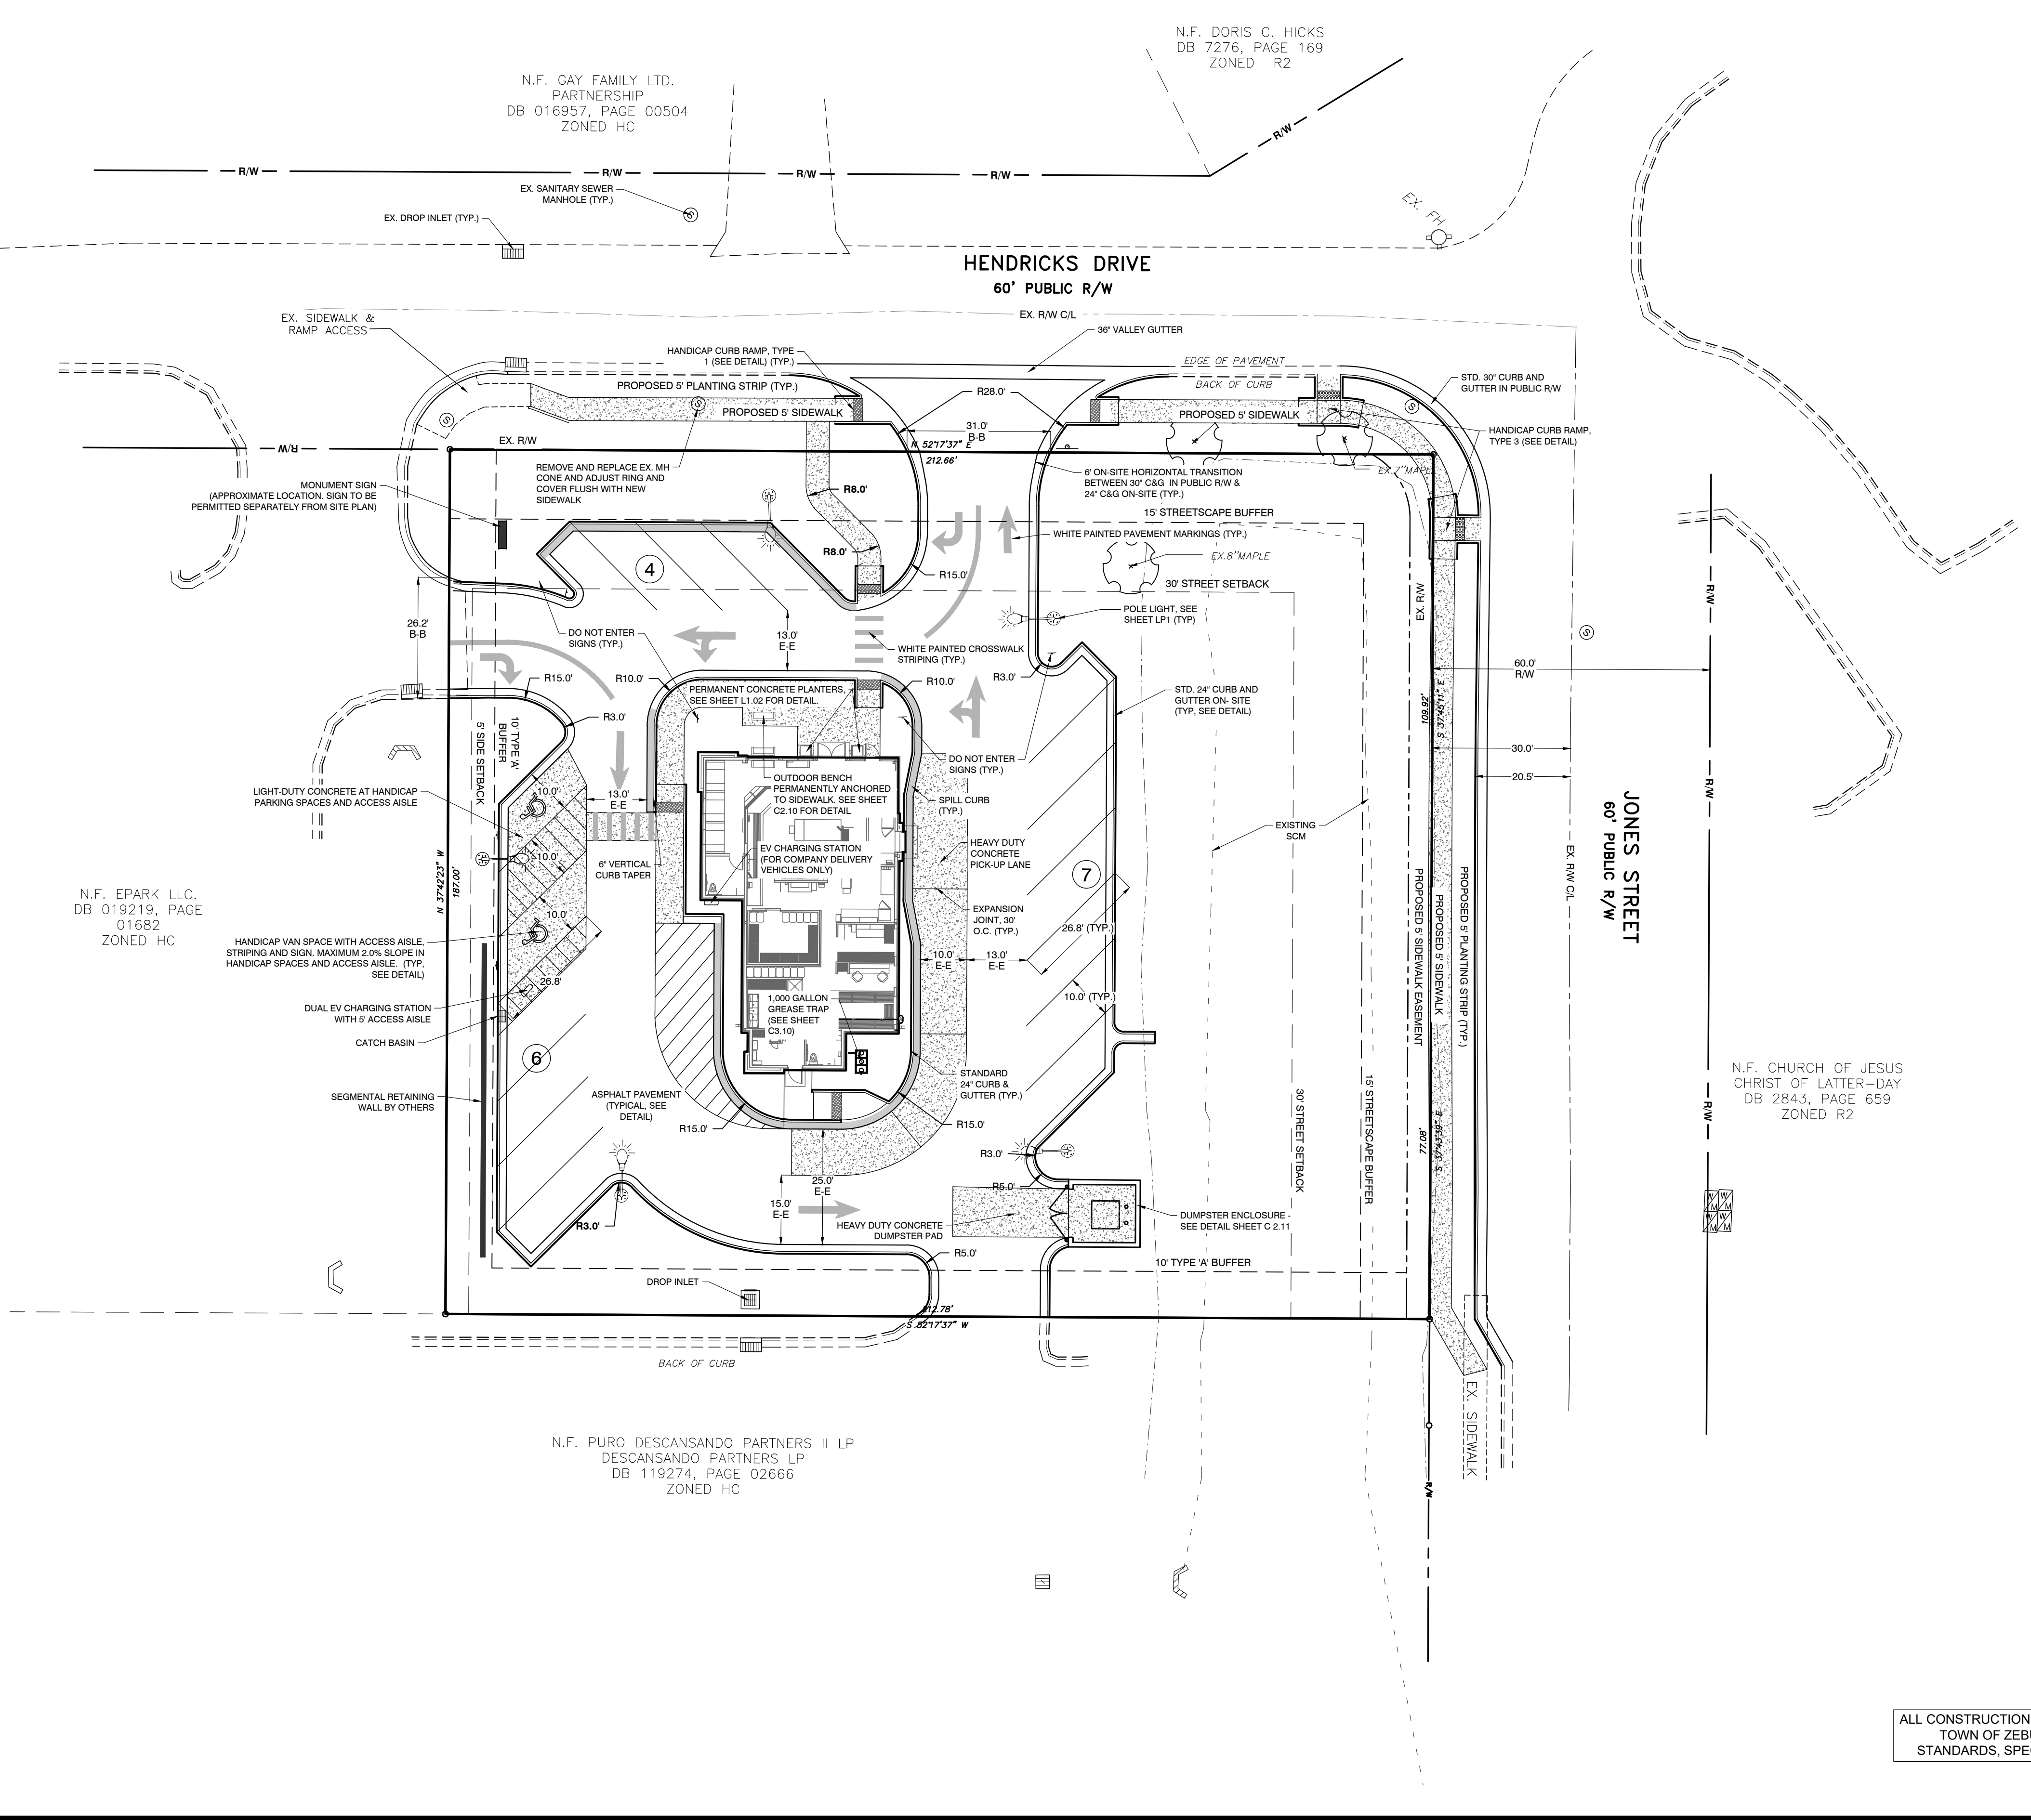 N.F. DORIS C. HICKS
DB 7276, PAGE 169
ZONED R2
N.F. GAY FAMILY LTD.
PARTNERSHIP
DB 016957, PAGE 00504
ZONED HC
R/W
R/W
R/W
R/W
R/W
EX. SANITARY SEWER
MANHOLE (TYP.)
S
EX. DROP INLET (TYP.)
EX. FH
HENDRICKS DRIVE
60' PUBLIC R/W
EX. R/W C/L
EX. SIDEWALK &
RAMP ACCESS
36" VALLEY GUTTER
HANDICAP CURB RAMP, TYPE
1 (SEE DETAIL) (TYP.)
EDGE OF PAVEMENT
BACK OF CURB
STD. 30" CURB AND
GUTTER IN PUBLIC R/W
PROPOSED 5' PLANTING STRIP (TYP.)
R28.0'
S
S
S
PROPOSED 5' SIDEWALK
PROPOSED 5' SIDEWALK
31.0'
B-B
HANDICAP CURB RAMP,
TYPE 3 (SEE DETAIL)
R/W
EX. R/W
N 52°17'37" E
212.66'
REMOVE AND REPLACE EX. MH
CONE AND ADJUST RING AND
COVER FLUSH WITH NEW
SIDEWALK
6' ON-SITE HORIZONTAL TRANSITION
BETWEEN 30" C&G IN PUBLIC R/W &
24" C&G ON-SITE (TYP.)
EX.7"MAPLE
MONUMENT SIGN
(APPROXIMATE LOCATION. SIGN TO BE
PERMITTED SEPARATELY FROM SITE PLAN)
R8.0'
15' STREETSCAPE BUFFER
WHITE PAINTED PAVEMENT MARKINGS (TYP.)
R8.0'
EX.8"MAPLE
4
R15.0'
30' STREET SETBACK
R/W
EX. R/W
26.2'
B-B
POLE LIGHT, SEE
SHEET LP1 (TYP)
DO NOT ENTER
SIGNS (TYP.)
13.0'
E-E
WHITE PAINTED CROSSWALK
STRIPING (TYP.)
S
60.0'
R/W
R15.0'
R10.0'
R10.0'
R3.0'
PERMANENT CONCRETE PLANTERS,
SEE SHEET L1.02 FOR DETAIL.
STD. 24" CURB AND
GUTTER ON- SITE
(TYP, SEE DETAIL)
R3.0'
10' TYPE 'A'
BUFFER
5' SIDE SETBACK
S 37°45'11" E
109.92'
30.0'
DO NOT ENTER
SIGNS (TYP.)
20.5'
OUTDOOR BENCH
PERMANENTLY ANCHORED
TO SIDEWALK. SEE SHEET
C2.10 FOR DETAIL
LIGHT-DUTY CONCRETE AT HANDICAP
PARKING SPACES AND ACCESS AISLE
10.0'
13.0'
E-E
SPILL CURB
(TYP.)
R/W
JONES STREET
60' PUBLIC R/W
EXISTING
SCM
10.0'
6" VERTICAL
CURB TAPER
EV CHARGING STATION
(FOR COMPANY DELIVERY
VEHICLES ONLY)
HEAVY DUTY
CONCRETE
PICK-UP LANE
7
EX. R/W C/L
N 37°42'23" W
187.00'
N.F. EPARK LLC.
DB 019219, PAGE
01682
ZONED HC
10.0'
EXPANSION
JOINT, 30'
O.C. (TYP.)
26.8' (TYP.)
PROPOSED 5' SIDEWALK EASEMENT
PROPOSED 5' SIDEWALK
PROPOSED 5' PLANTING STRIP (TYP.)
HANDICAP VAN SPACE WITH ACCESS AISLE,
STRIPING AND SIGN. MAXIMUM 2.0% SLOPE IN
HANDICAP SPACES AND ACCESS AISLE. (TYP,
SEE DETAIL)
10.0'
E-E
13.0'
E-E
26.8'
DUAL EV CHARGING STATION
WITH 5' ACCESS AISLE
1,000 GALLON
GREASE TRAP
(SEE SHEET
C3.10)
10.0' (TYP.)
CATCH BASIN
6
STANDARD
24" CURB &
GUTTER (TYP.)
N.F. CHURCH OF JESUS
CHRIST OF LATTER-DAY
DB 2843, PAGE 659
ZONED R2
SEGMENTAL RETAINING
WALL BY OTHERS
ASPHALT PAVEMENT
(TYPICAL, SEE
DETAIL)
R15.0'
R15.0'
30' STREET SETBACK
15' STREETSCAPE BUFFER
S 37°43'39" E
77.08'
R/W
R3.0'
25.0'
E-E
R5.0'
15.0'
E-E
R3.0'
HEAVY DUTY CONCRETE
DUMPSTER PAD
DUMPSTER ENCLOSURE -
SEE DETAIL SHEET C 2.11
W W
M M
W W
M M
R5.0'
10' TYPE 'A' BUFFER
DROP INLET
212.78'
S 52°17'37" W
BACK OF CURB
EX. SIDEWALK
N.F. PURO DESCANSANDO PARTNERS II LP
DESCANSANDO PARTNERS LP
DB 119274, PAGE 02666
ZONED HC
R/W
ALL CONSTRUCTION
TOWN OF
STANDARDS,